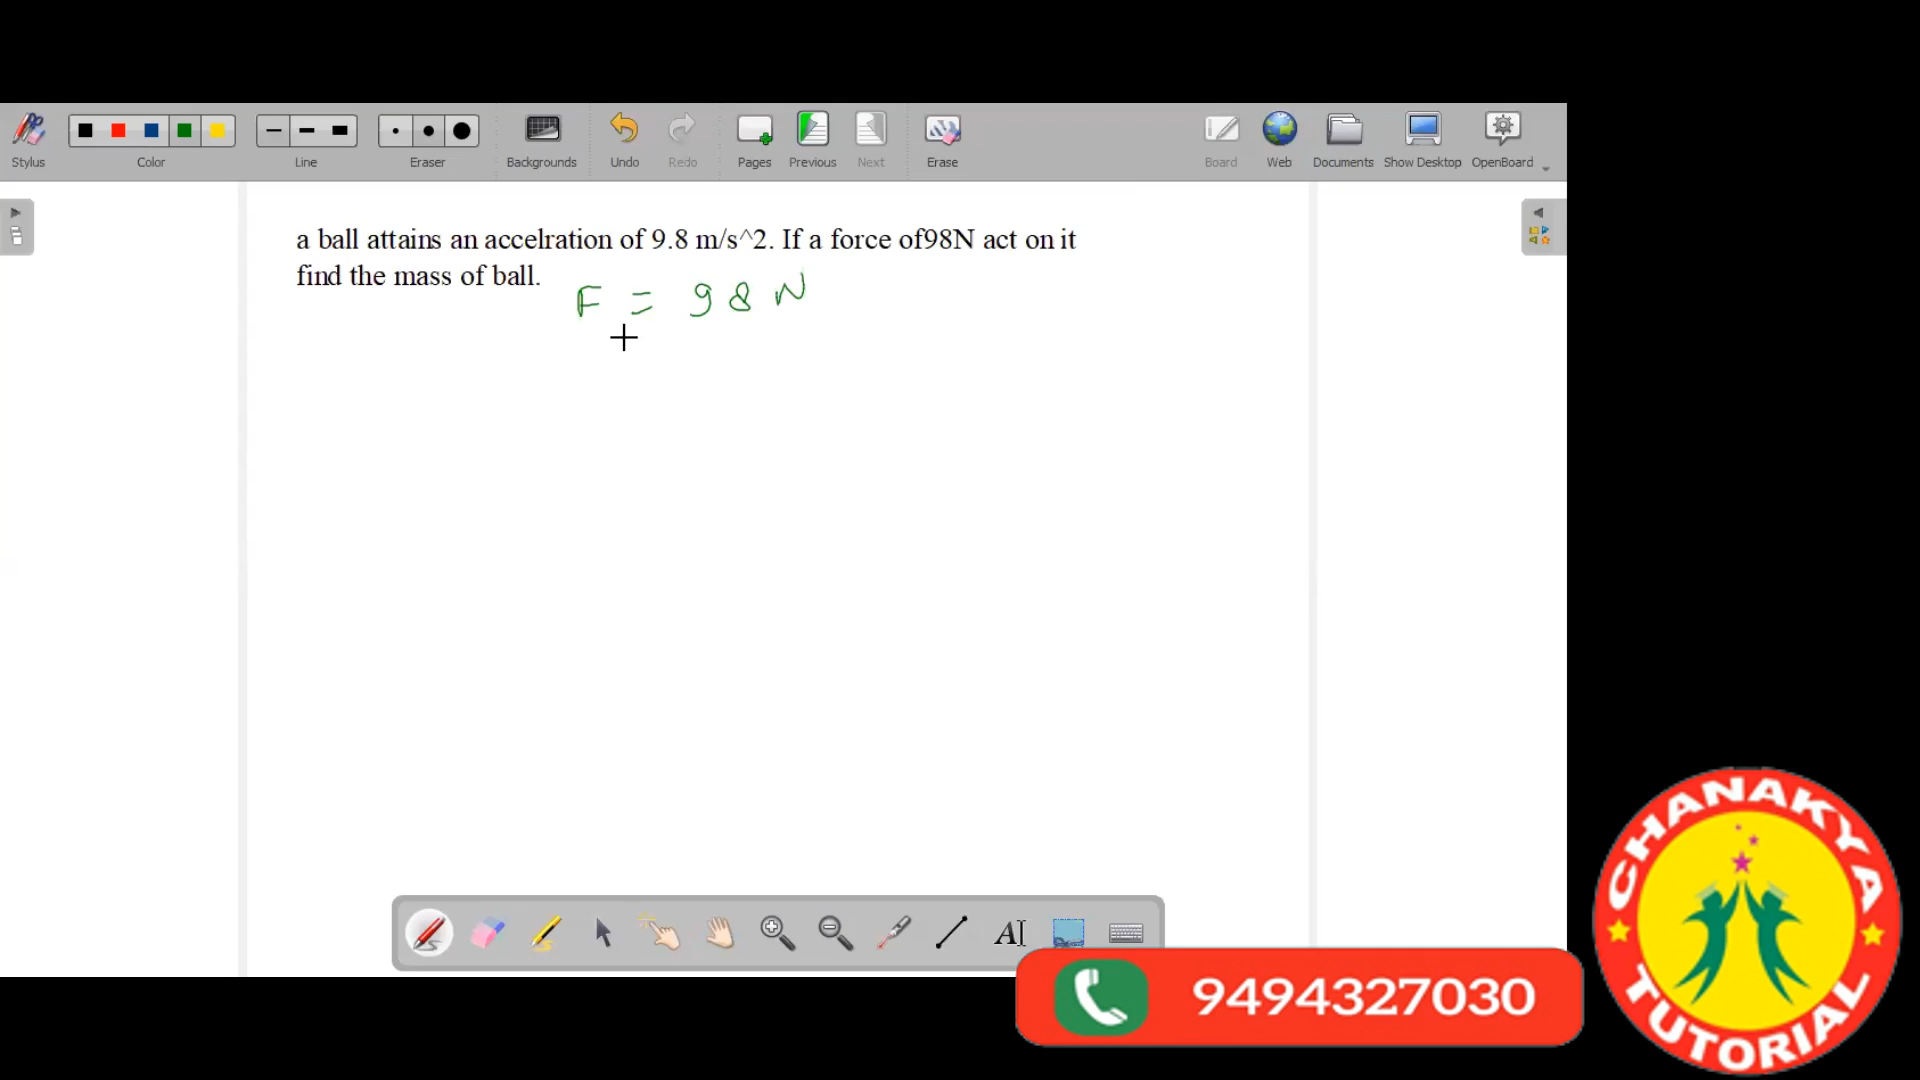 Stylus
Color
Line
Eraser
Backgrounds
Undo
Redo
Pages
Previous
Next
Erase
Board
Web
Documents
Show Desktop
OpenBoard
a ball attains an accelration of 9.8 m/s^2. If a force of98N act on it
find the mass of ball.
F = 98 N
AI
9494327030
CHANAKYA
TUTORIAL